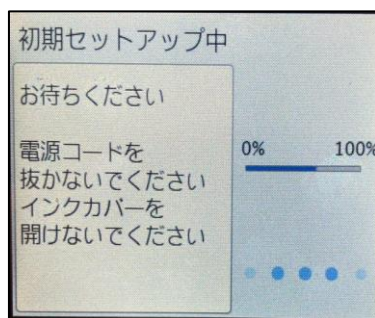 初期セットアップ中
お待ちください
電源コードを
抜かないでください
インクカバーを
開けないでください
0% 100%